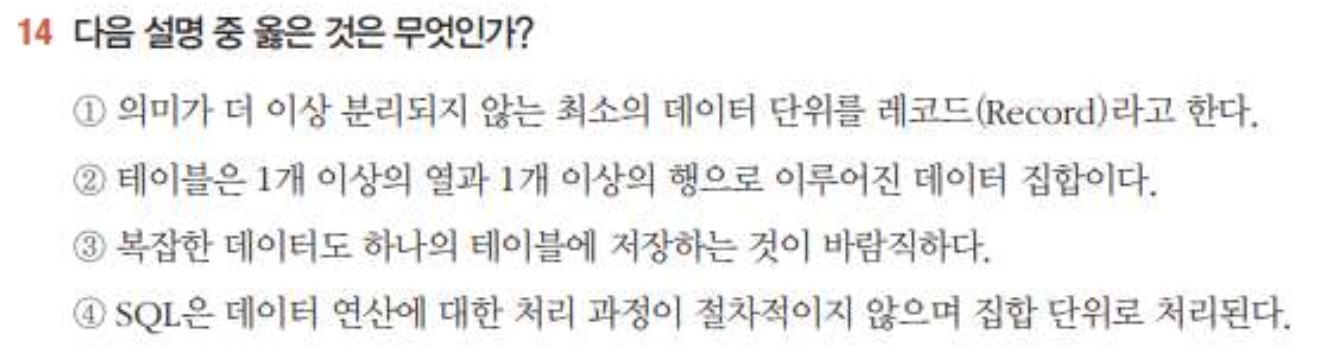 14 다음 설명 중 옳은 것은 무엇인가?
① 의미가 더 이상 분리되지 않는 최소의 데이터 단위를 레코드(Record)라고 한다.
② 테이블은 1개 이상의 열과 1개 이상의 행으로 이루어진 데이터 집합이다.
③ 복잡한 데이터도 하나의 테이블에 저장하는 것이 바람직하다.
④ SQL은 데이터 연산에 대한 처리 과정이 절차적이지 않으며 집합 단위로 처리된다.